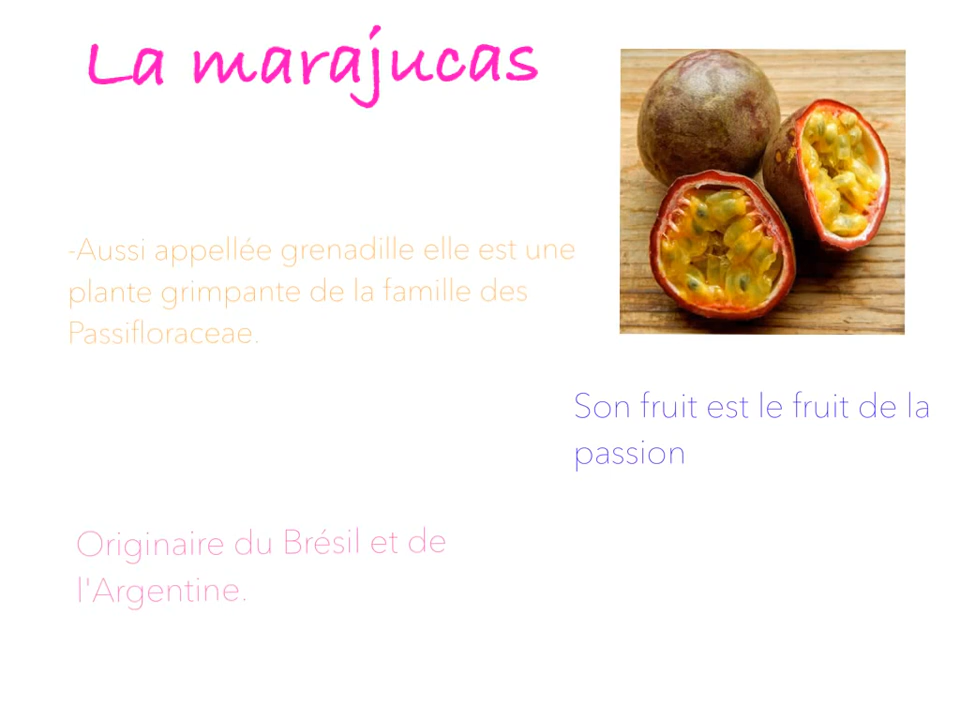 La marajucas
-Aussi appellée grenadille elle est une
plante grimpante de la famille des
Passifloraceae.
Son fruit est le fruit de la
passion
Originaire du Brésil et de
l'Argentine.